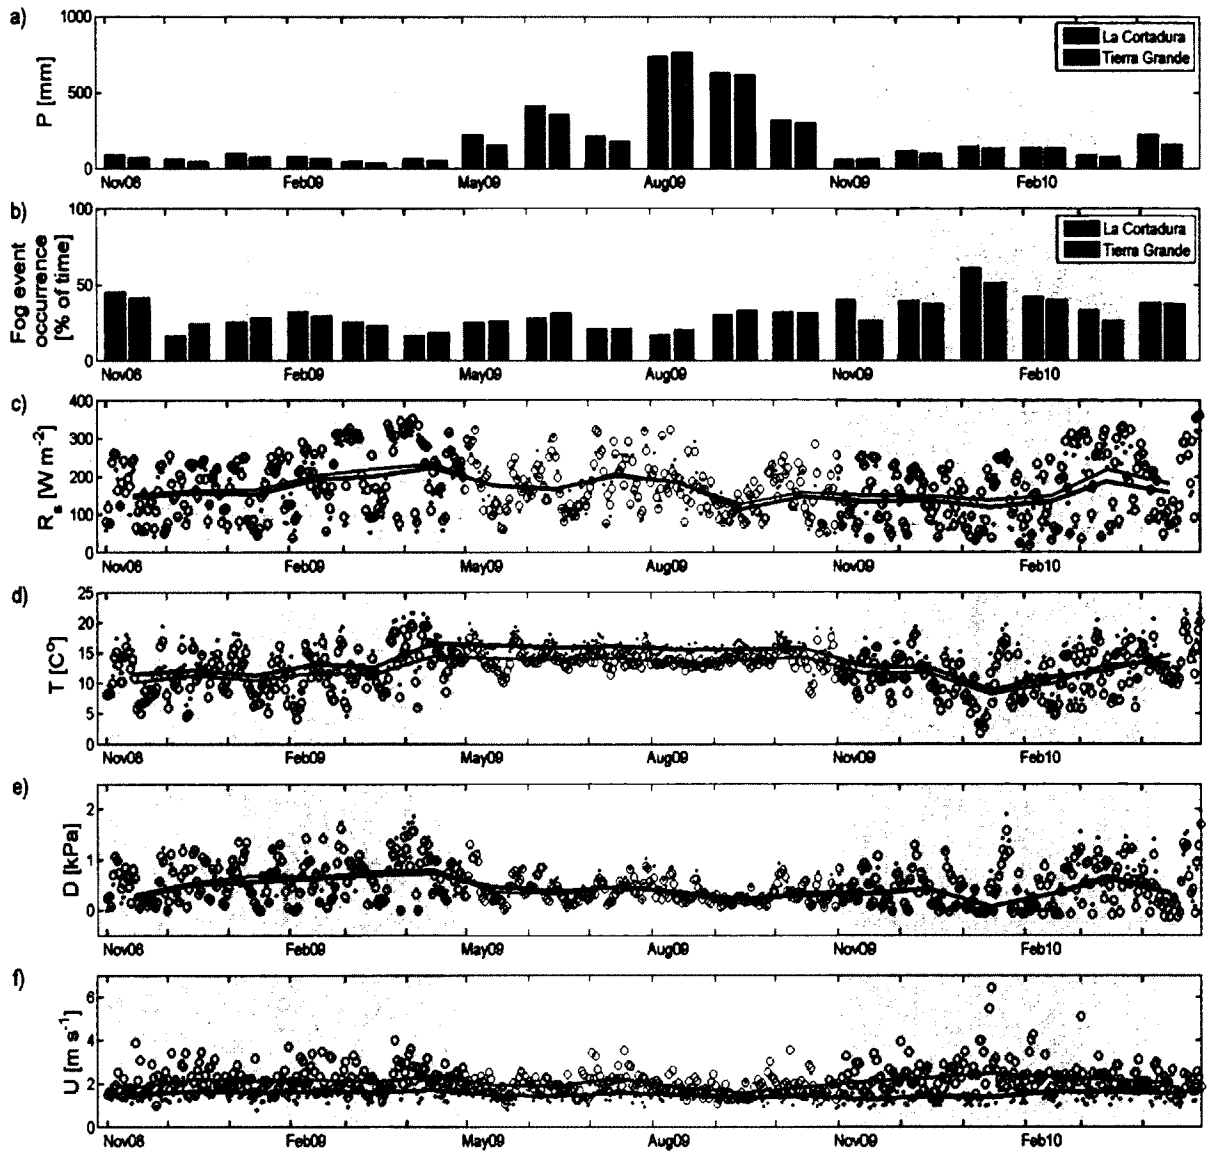 a)
1000
500
0
P [mm]
La Cortadura
Tierra Grande
Nov08 Feb09 May09 Aug09 Nov09 Feb10
b)
100
50
0
Fog event
occurrence
[% of time]
La Cortadura
Tierra Grande
Nov08 Feb09 May09 Aug09 Nov09 Feb10
c)
400
300
200
100
0
Rs [W m-2]
Nov08 Feb09 May09 Aug09 Nov09 Feb10
d)
25
20
15
10
5
0
T [Co]
Nov08 Feb09 May09 Aug09 Nov09 Feb10
e)
2
1
0
D [kPa]
Nov08 Feb09 May09 Aug09 Nov09 Feb10
f)
6
4
2
0
U [m s-1]
Nov08 Feb09 May09 Aug09 Nov09 Feb10